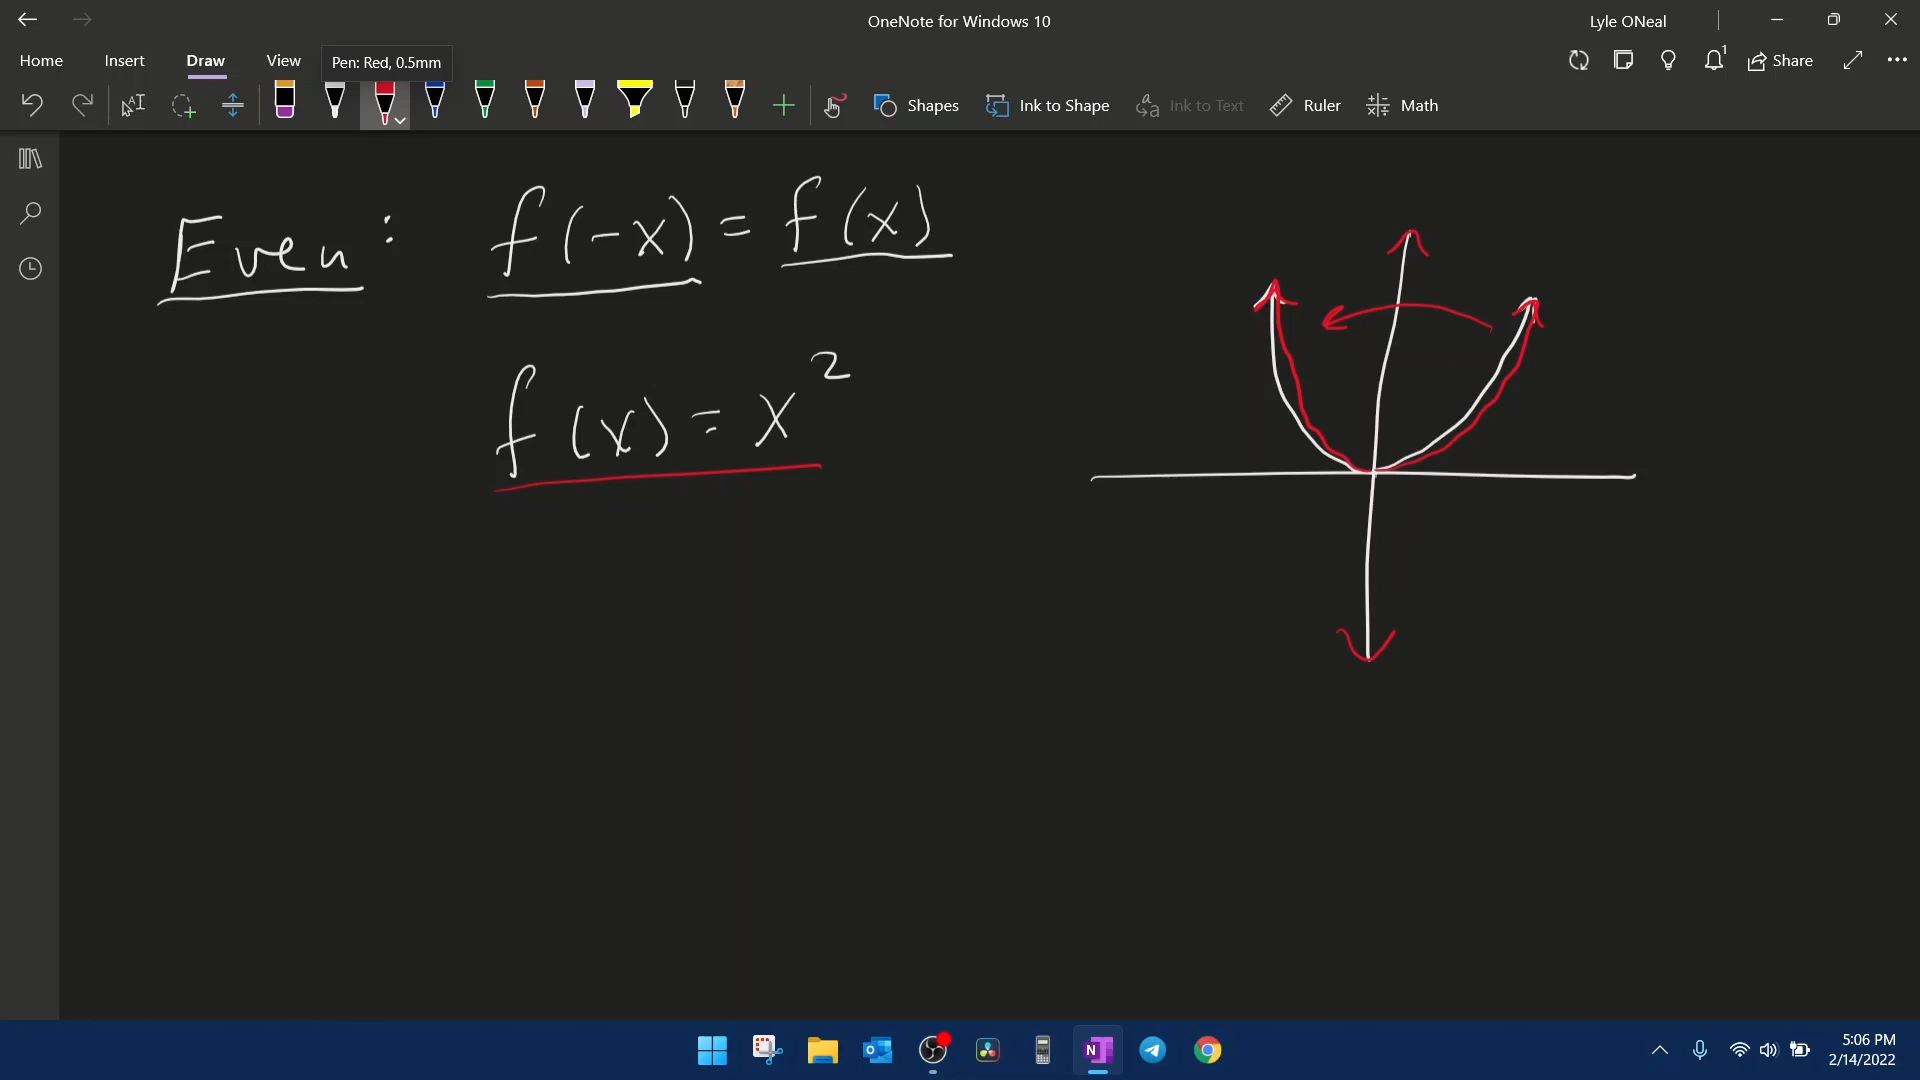 OneNote for Windows 10
Lyle ONeal
Home Insert Draw View Pen: Red, 0.5mm
1 Share
Shapes Ink to Shape Ink to Text Ruler Math
Even: f(-x) = f(x)
f(x) = x²
5:06 PM
2/14/2022